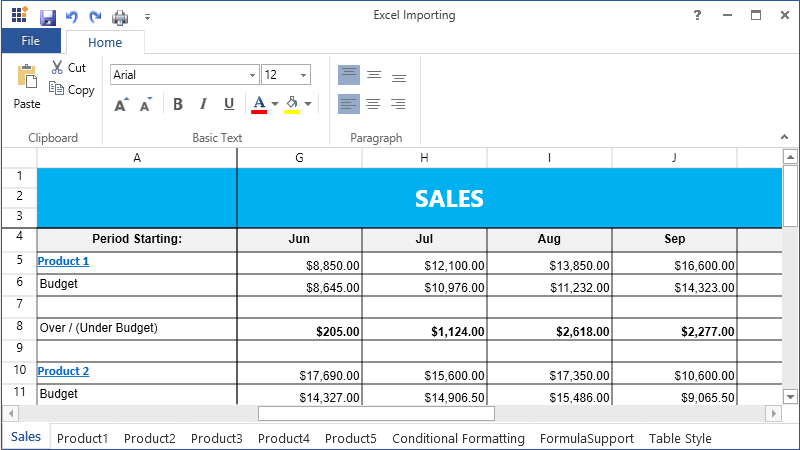 Excel Importing
?
File Home
Cut
Copy
Paste
Arial 12
A A B I U A
Clipboard Basic Text Paragraph
A G H I J
1
2 SALES
3
4 Period Starting: Jun Jul Aug Sep
5 Product 1 $8,850.00 $12,100.00 $13,850.00 $16,600.00
6 Budget $8,645.00 $10,976.00 $11,232.00 $14,323.00
7
8 Over / (Under Budget) $205.00 $1,124.00 $2,618.00 $2,277.00
9
10 Product 2 $17,690.00 $15,600.00 $17,350.00 $10,600.00
11 Budget $14,327.00 $14,906.50 $15,486.00 $9,065.50
Sales Product1 Product2 Product3 Product4 Product5 Conditional Formatting FormulaSupport Table Style